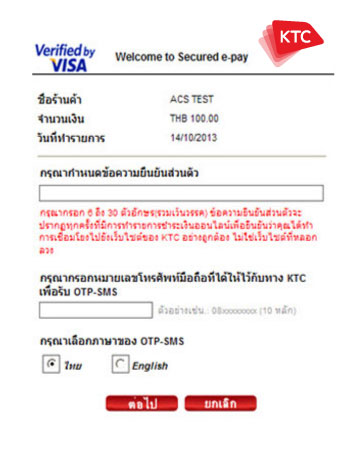 Verified by
VISA
Welcome to Secured e-pay
KTC
ชื่อร้านค้า ACS TEST
จำนวนเงิน THB 100.00
วันที่ทำรายการ 14/10/2013
กรุณากำหนดข้อความยืนยันส่วนตัว
กรุณากรอก 6 ถึง 30 ตัวอักษร(รวมเว้นวรรค) ข้อความยืนยันส่วนตัวจะ
ปรากฏทุกครั้งที่มีการทำรายการชำระเงินออนไลน์เพื่อยืนยันว่าคุณได้ทำ
การเชื่อมโยงไปยังเว็บไซต์ของ KTC อย่างถูกต้อง ไม่ใช่เว็บไซต์ที่หลอก
ลวง
กรุณากรอกหมายเลขโทรศัพท์มือถือที่ได้ให้ไว้กับทาง KTC
เพื่อรับ OTP-SMS
ตัวอย่างเช่น.: 08xxxxxxxx (10 หลัก)
กรุณาเลือกภาษาของ OTP-SMS
ไทย English
ต่อไป ยกเลิก